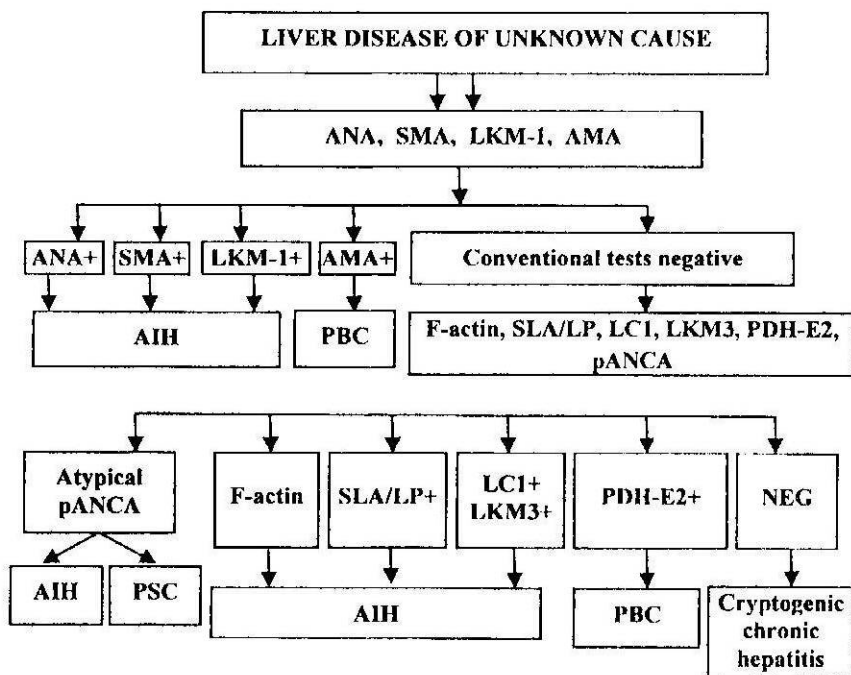 LIVER DISEASE OF UNKNOWN CAUSE
ANA, SMA, LKM-1, AMA
ANA+
SMA+
LKM-1+
AMA+
Conventional tests negative
AIH
PBC
F-actin, SLA/LP, LC1, LKM3, PDH-E2,
pANCA
Atypical
pANCA
F-actin
SLA/LP+
LC1+
LKM3+
PDH-E2+
NEG
AIH
PSC
AIH
PBC
Cryptogenic
chronic
hepatitis